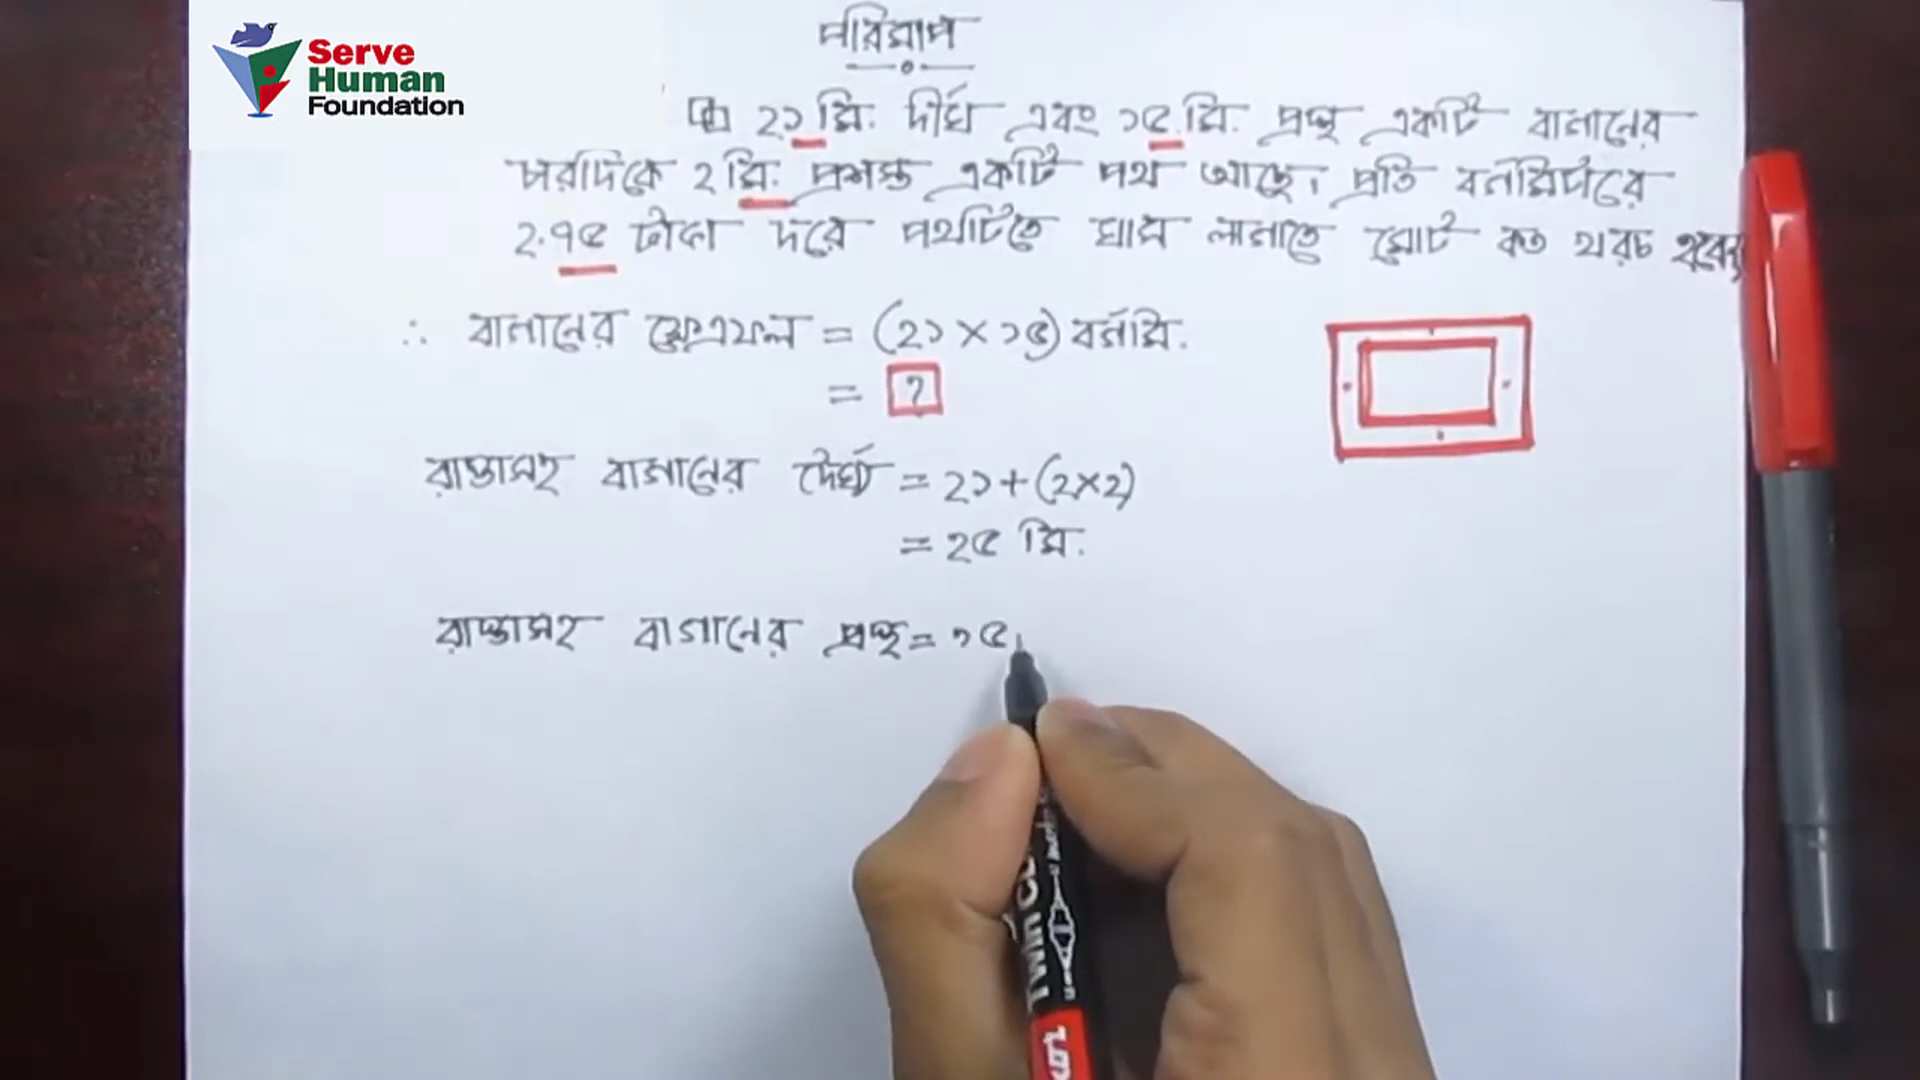 Serve
Human
Foundation
পরিমাপ
২১ মি. দীর্ঘ এবং ১৫ মি. প্রস্থ একটি বাগানের
চারদিকে ২ মি. প্রশস্ত একটি পথ আছে। প্রতি বর্গমিটারে
২.৭৫ টাকা দরে পথটিতে ঘাস লাগাতে মোট কত খরচ হবে?
∴ বাগানের ক্ষেত্রফল = (২১ × ১৫) বর্গমি.
= ?
রাস্তাসহ বাগানের দৈর্ঘ্য = ২১ + (২×২)
= ২৫ মি.
রাস্তাসহ বাগানের প্রস্থ = ১৫